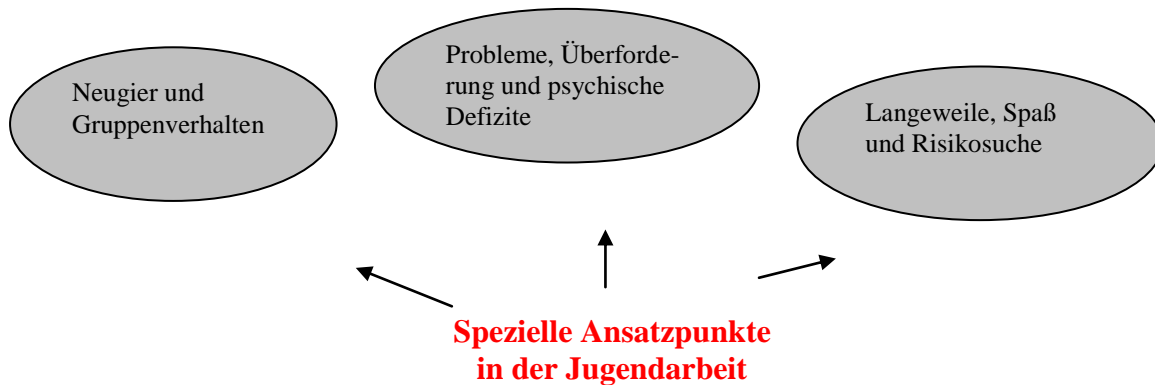 Neugier und
Gruppenverhalten
Probleme, Überforde-
rung und psychische
Defizite
Langeweile, Spaß
und Risikosuche
Spezielle Ansatzpunkte
in der Jugendarbeit